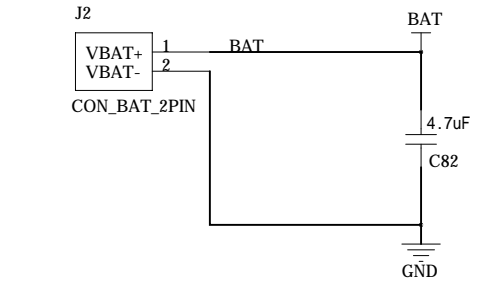 J2
BAT
VBAT+ 1 BAT
VBAT- 2
CON_BAT_2PIN
4.7uF
C82
GND